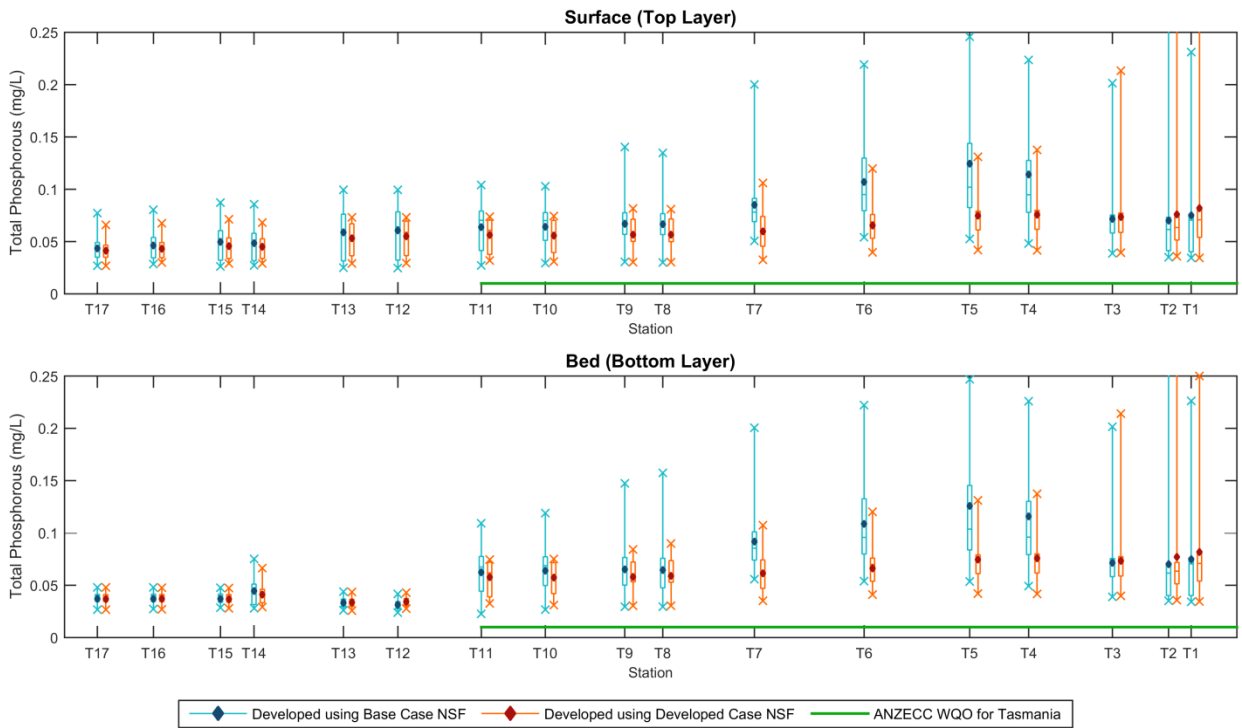 Surface (Top Layer)
0.25
0.2
0.15
0.1
0.05
0
Total Phosphorous (mg/L)
T17 T16 T15 T14 T13 T12 T11 T10 T9 T8 T7 T6 T5 T4 T3 T2 T1
Station
Bed (Bottom Layer)
0.25
0.2
0.15
0.1
0.05
0
Total Phosphorous (mg/L)
T17 T16 T15 T14 T13 T12 T11 T10 T9 T8 T7 T6 T5 T4 T3 T2 T1
Station
Developed using Base Case NSF Developed using Developed Case NSF ANZECC WQO for Tasmania